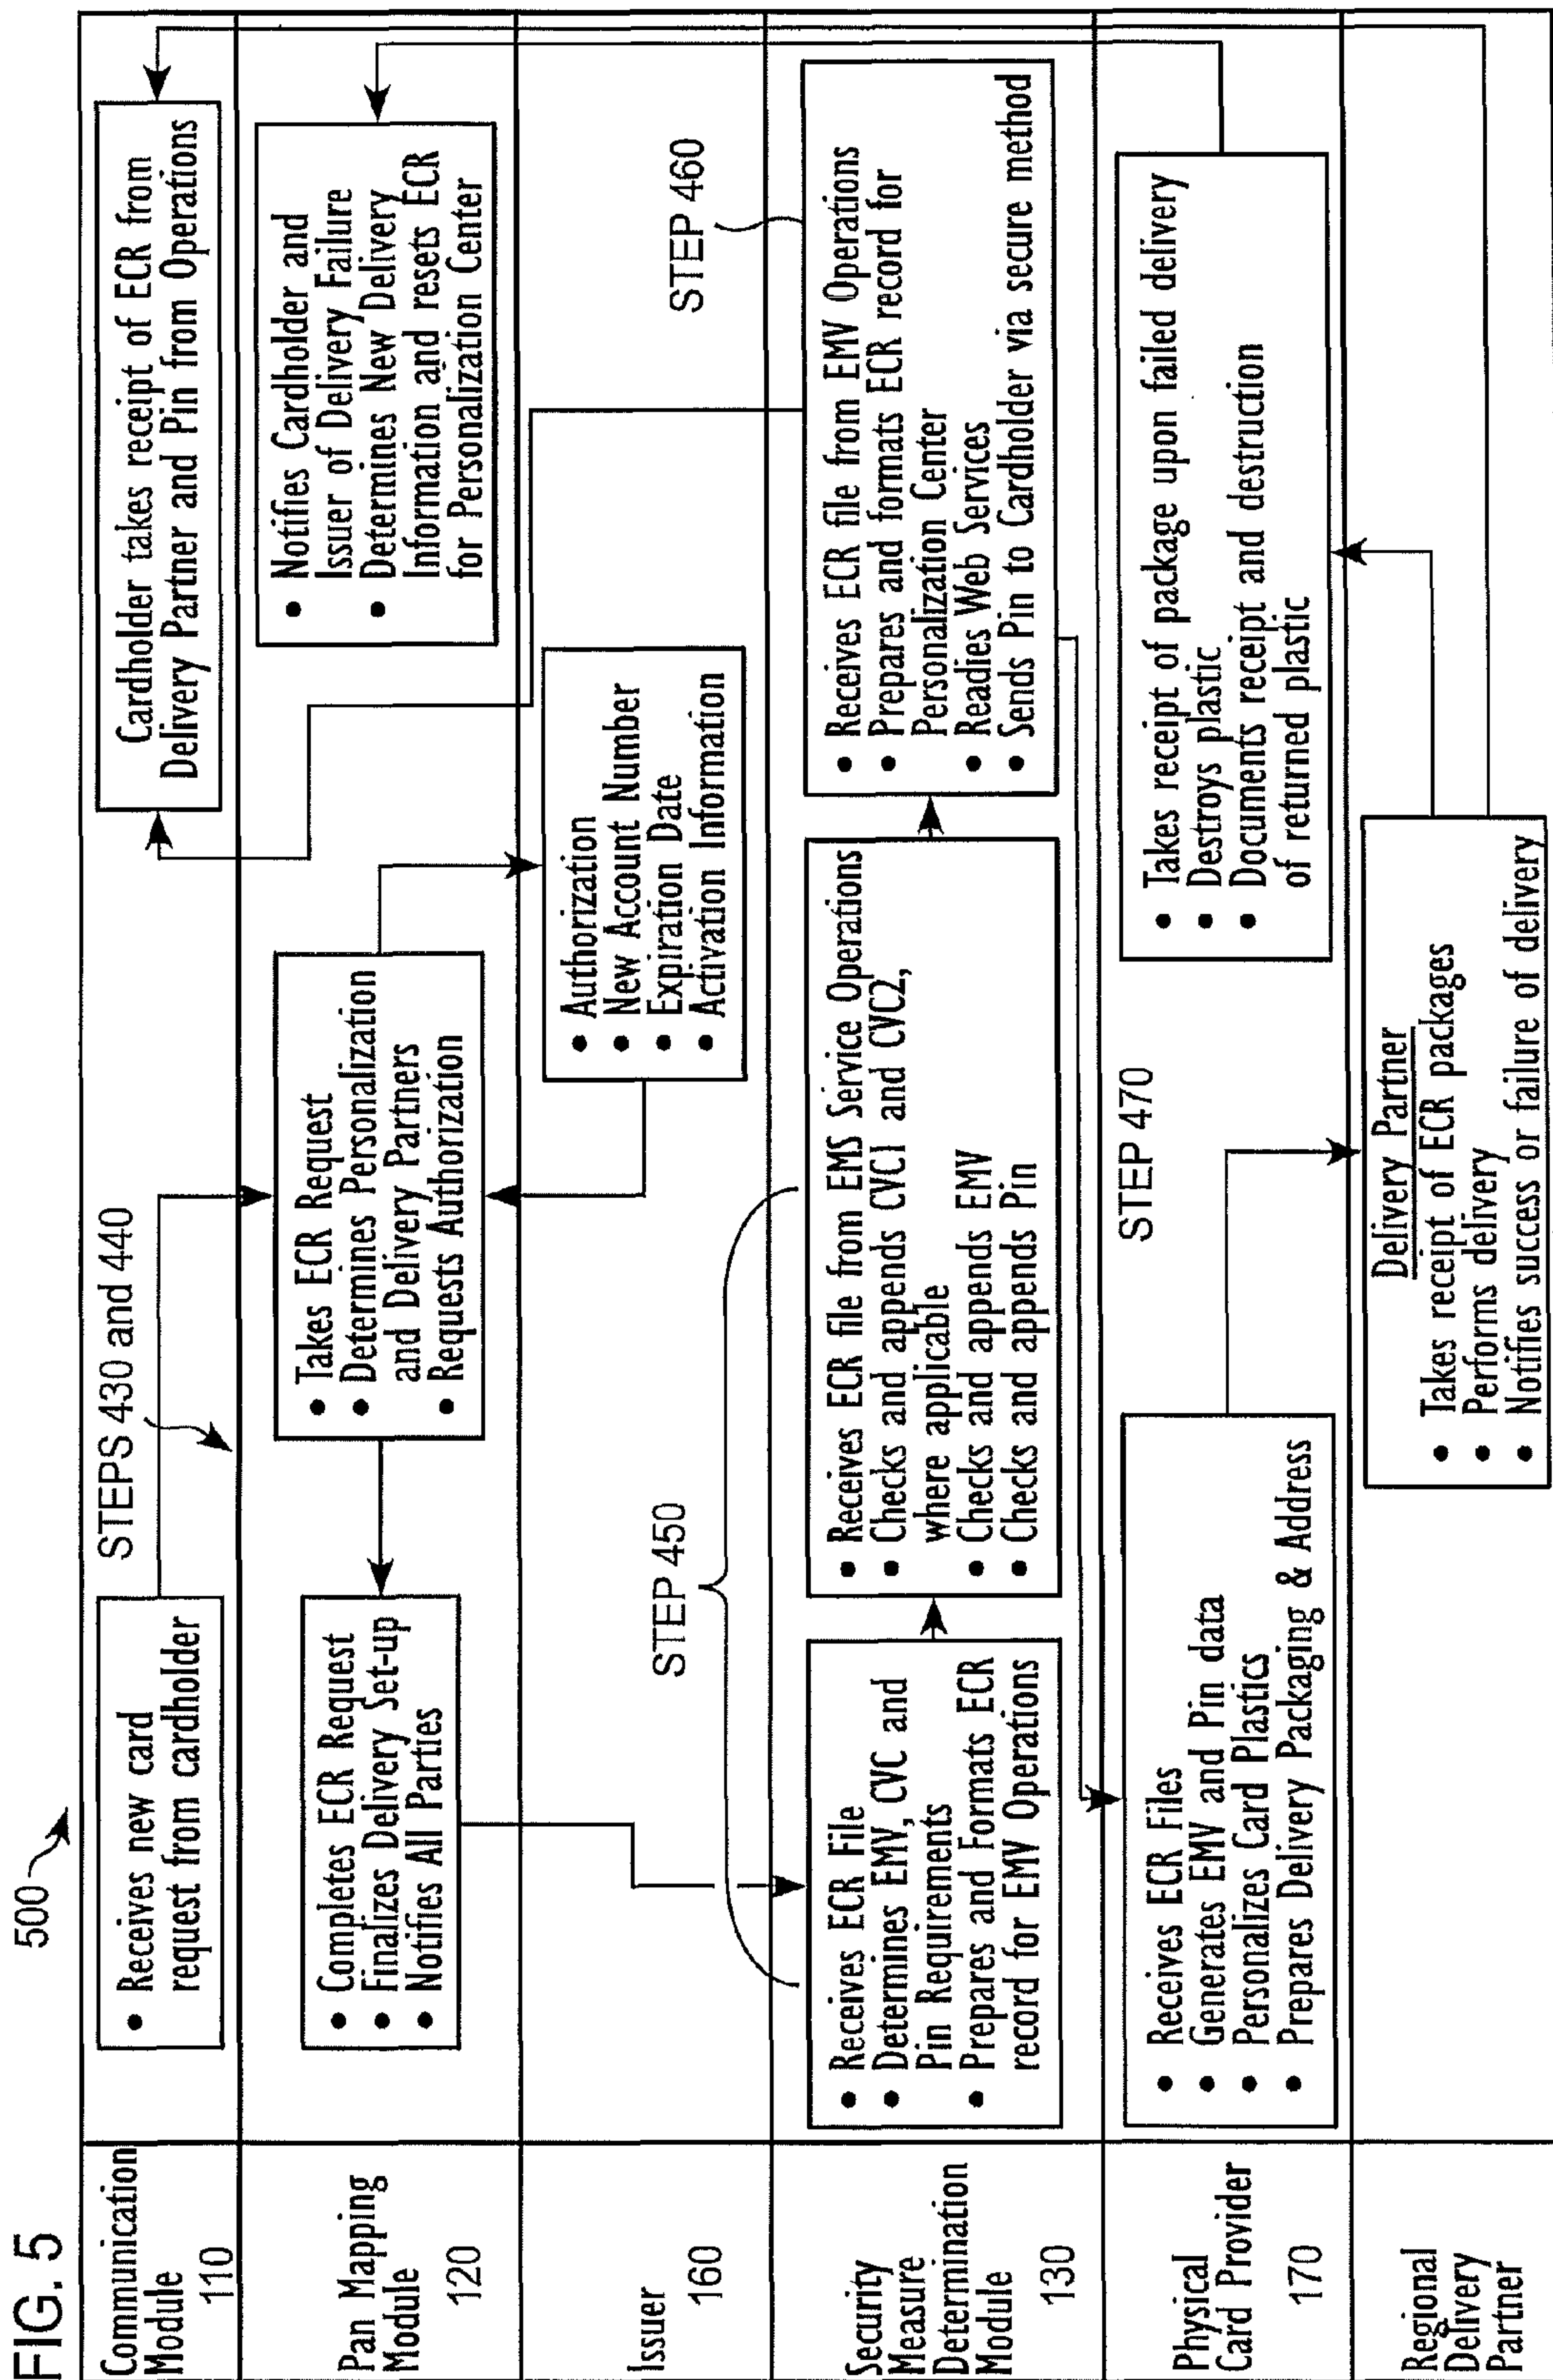 FIG. 5
500
Communication
Module
110
• Receives new card
request from cardholder
STEPS 430 and 440
Cardholder takes receipt of ECR from
Delivery Partner and Pin from Operations
Pan Mapping
Module
120
• Completes ECR Request
• Finalizes Delivery Set-up
• Notifies All Parties
• Takes ECR Request
• Determines Personalization
and Delivery Partners
• Requests Authorization
• Notifies Cardholder and
Issuer of Delivery Failure
• Determines New Delivery
Information and resets ECR
for Personalization Center
Issuer
160
• Authorization
• New Account Number
• Expiration Date
• Activation Information
STEP 450
STEP 460
Security
Measure
Determination
Module
130
• Receives ECR File
• Determines EMV, CVC and
Pin Requirements
• Prepares and Formats ECR
record for EMV Operations
• Receives ECR file from EMS Service Operations
• Checks and appends CVC1 and CVC2,
where applicable
• Checks and appends EMV
• Checks and appends Pin
• Receives ECR file from EMV Operations
• Prepares and formats ECR record for
Personalization Center
• Readies Web Services
• Sends Pin to Cardholder via secure method
Physical
Card Provider
170
• Receives ECR Files
• Generates EMV and Pin data
• Personalizes Card Plastics
• Prepares Delivery Packaging & Address
STEP 470
• Takes receipt of package upon failed delivery
• Destroys plastic
• Documents receipt and destruction
of returned plastic
Regional
Delivery
Partner
Delivery Partner
• Takes receipt of ECR packages
• Performs delivery
• Notifies success or failure of delivery